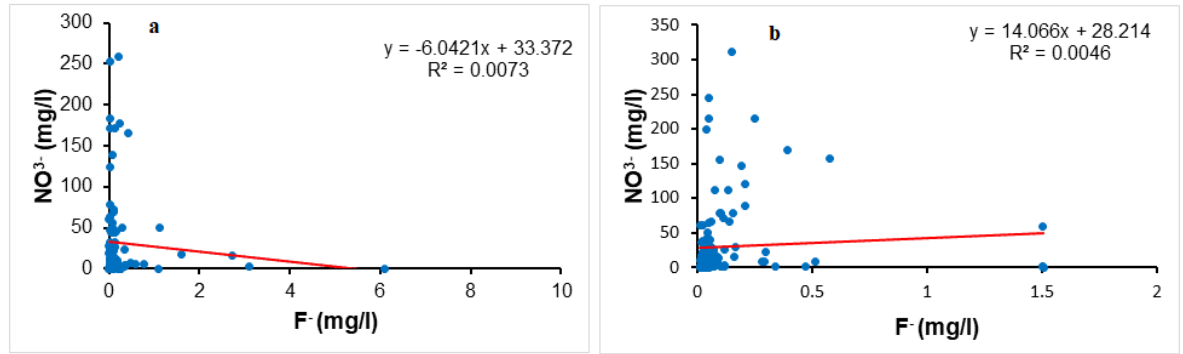 a
y = -6.0421x + 33.372
R² = 0.0073
300
250
200
150
100
50
0
NO³⁻ (mg/l)
0 2 4 6 8 10
F⁻ (mg/l)
b
y = 14.066x + 28.214
R² = 0.0046
350
300
250
200
150
100
50
0
NO³⁻ (mg/l)
0 0.5 1 1.5 2
F⁻ (mg/l)